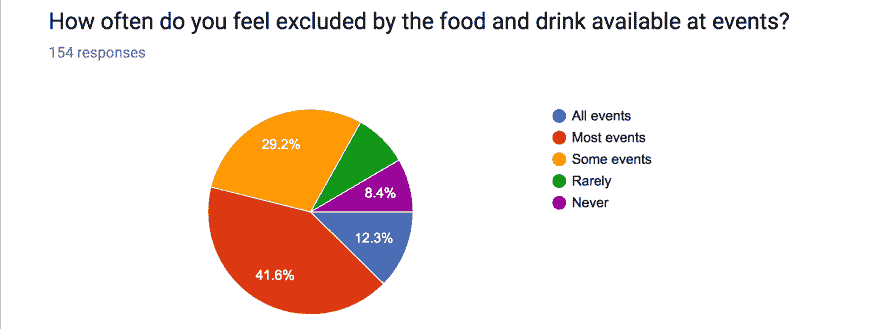 How often do you feel excluded by the food and drink available at events?
154 responses
All events
Most events
Some events
Rarely
Never
29.2%
8.4%
12.3%
41.6%